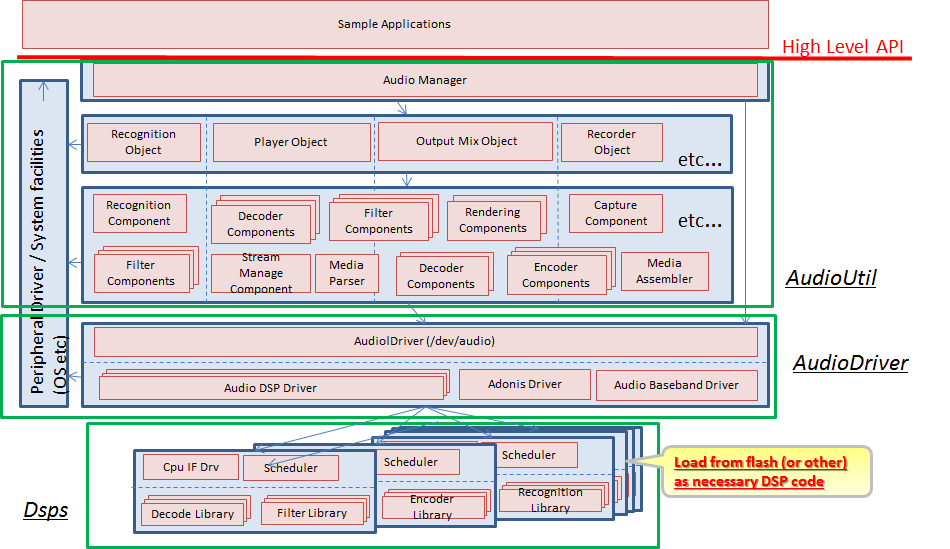 Sample Applications
High Level API
Audio Manager
Recognition
Object
Player Object
Output Mix Object
Recorder
Object
etc...
Recognition
Component
Decoder
Components
Filter
Components
Rendering
Components
Capture
Component
etc...
Filter
Components
Stream
Manage
Component
Media
Parser
Decoder
Components
Encoder
Components
Media
Assembler
AudioUtil
Peripheral Driver / System facilities
(OS etc)
AudiolDriver (/dev/audio)
AudioDriver
Audio DSP Driver
Adonis Driver
Audio Baseband Driver
Cpu IF Drv
Scheduler
Scheduler
Scheduler
Load from flash (or other)
as necessary DSP code
Decode Library
Filter Library
Encoder
Library
Recognition
Library
Dsps